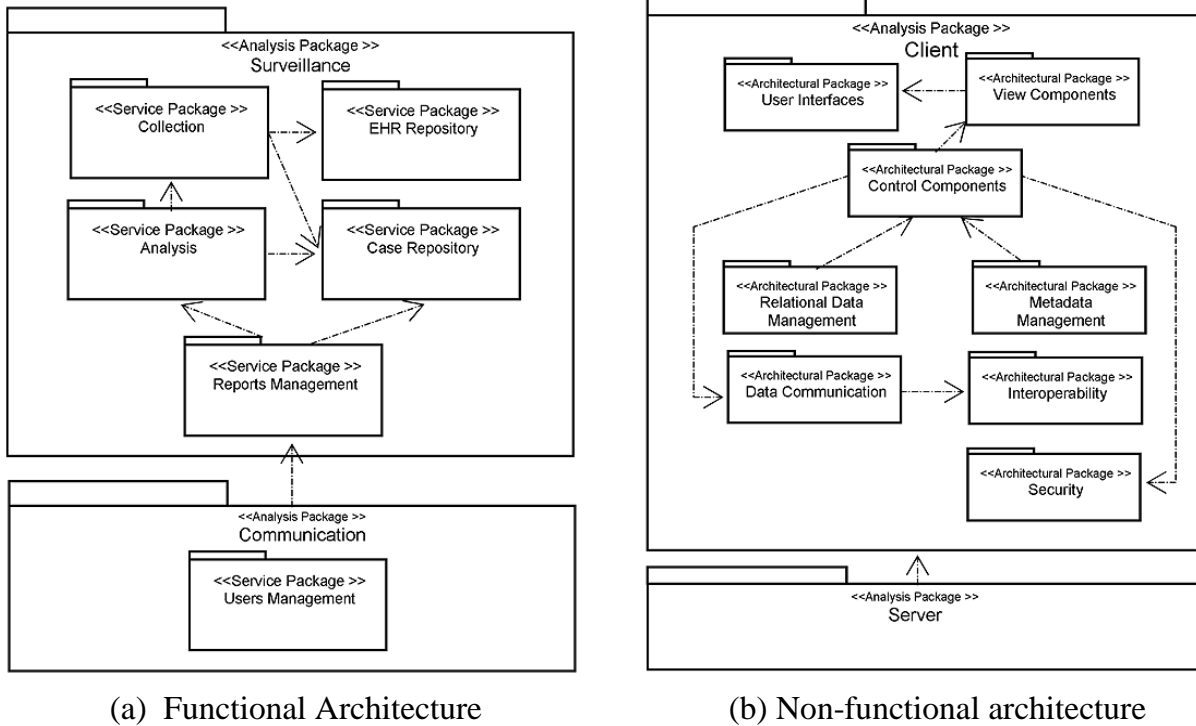 <<Analysis Package >>
Surveillance
<<Service Package >>
Collection
<<Service Package >>
EHR Repository
<<Service Package >>
Analysis
<<Service Package >>
Case Repository
<<Service Package >>
Reports Management
<<Analysis Package >>
Communication
<<Service Package >>
Users Management
(a) Functional Architecture
<<Analysis Package >>
Client
<<Architectural Package >>
User Interfaces
<<Architectural Package >>
View Components
<<Architectural Package >>
Control Components
<<Architectural Package >>
Relational Data
Management
<<Architectural Package >>
Metadata
Management
<<Architectural Package >>
Data Communication
<<Architectural Package >>
Interoperability
<<Architectural Package >>
Security
<<Analysis Package >>
Server
(b) Non-functional architecture